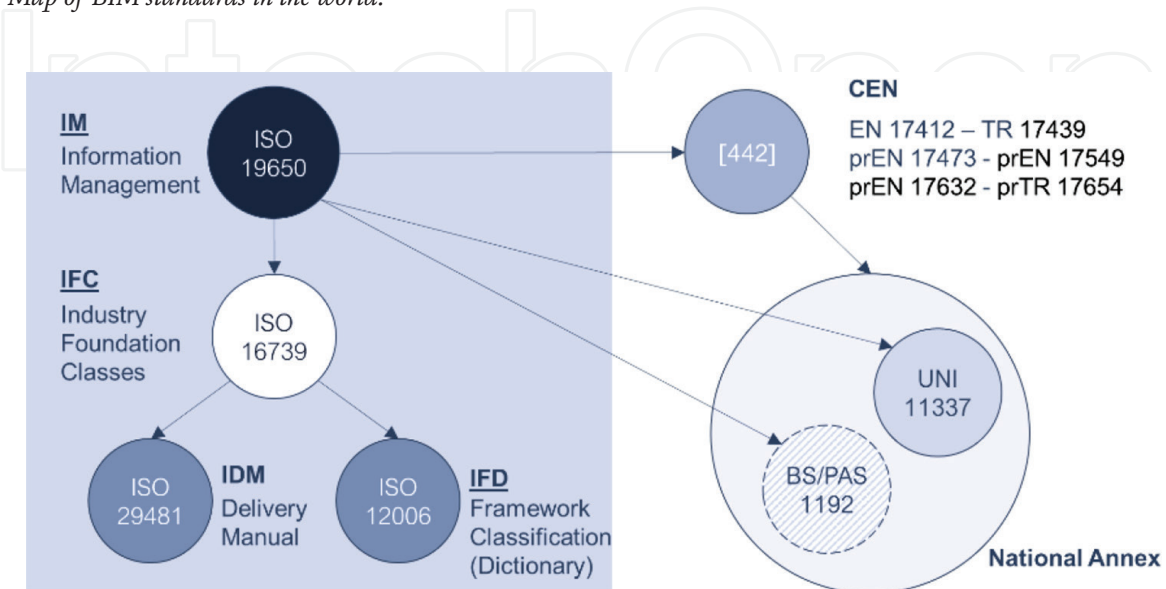 Map of BIM standards in the world.
IntechOpen
IM
Information
Management
ISO
19650
[442]
CEN
EN 17412 – TR 17439
prEN 17473 - prEN 17549
prEN 17632 - prTR 17654
IFC
Industry
Foundation
Classes
ISO
16739
UNI
11337
BS/PAS
1192
ISO
29481
IDM
Delivery
Manual
ISO
12006
IFD
Framework
Classification
(Dictionary)
National Annex